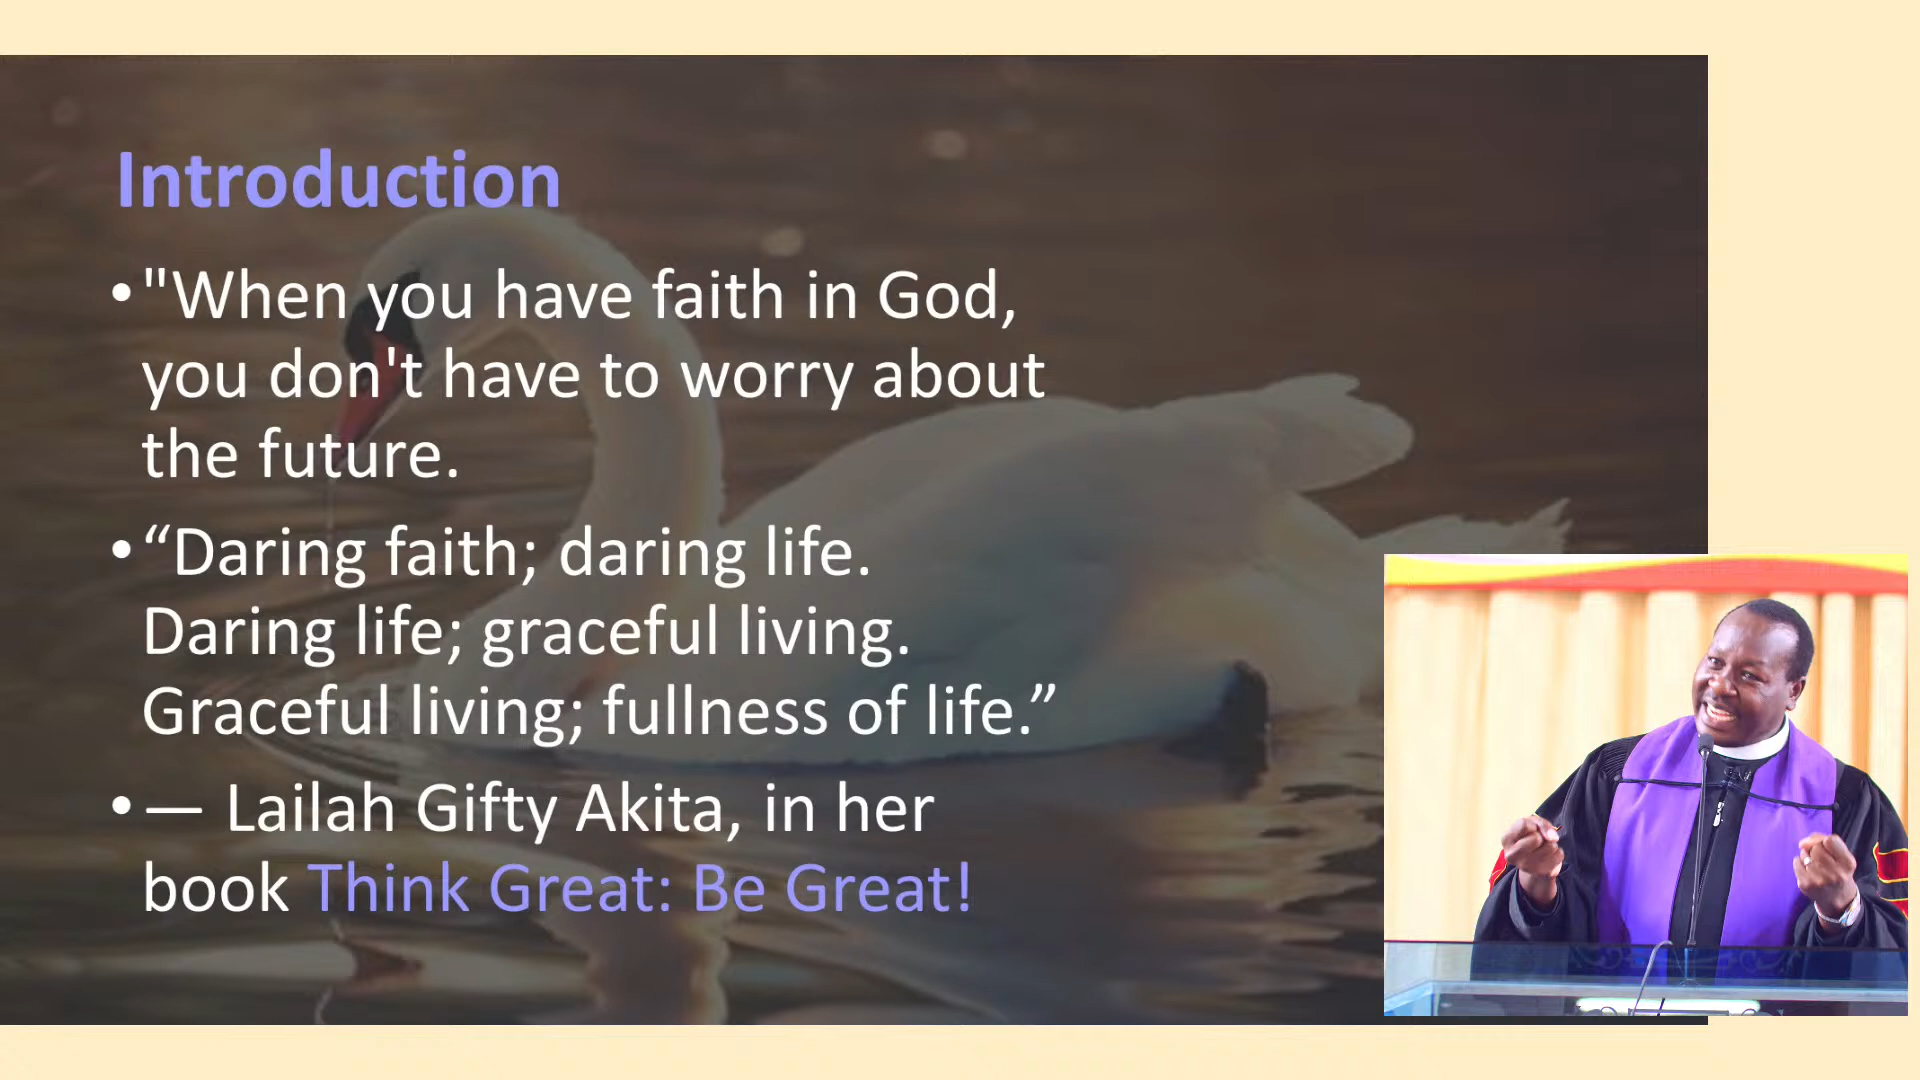 Introduction
•"When you have faith in God,
you don't have to worry about
the future.
•“Daring faith; daring life.
Daring life; graceful living.
Graceful living; fullness of life.”
•— Lailah Gifty Akita, in her
book Think Great: Be Great!